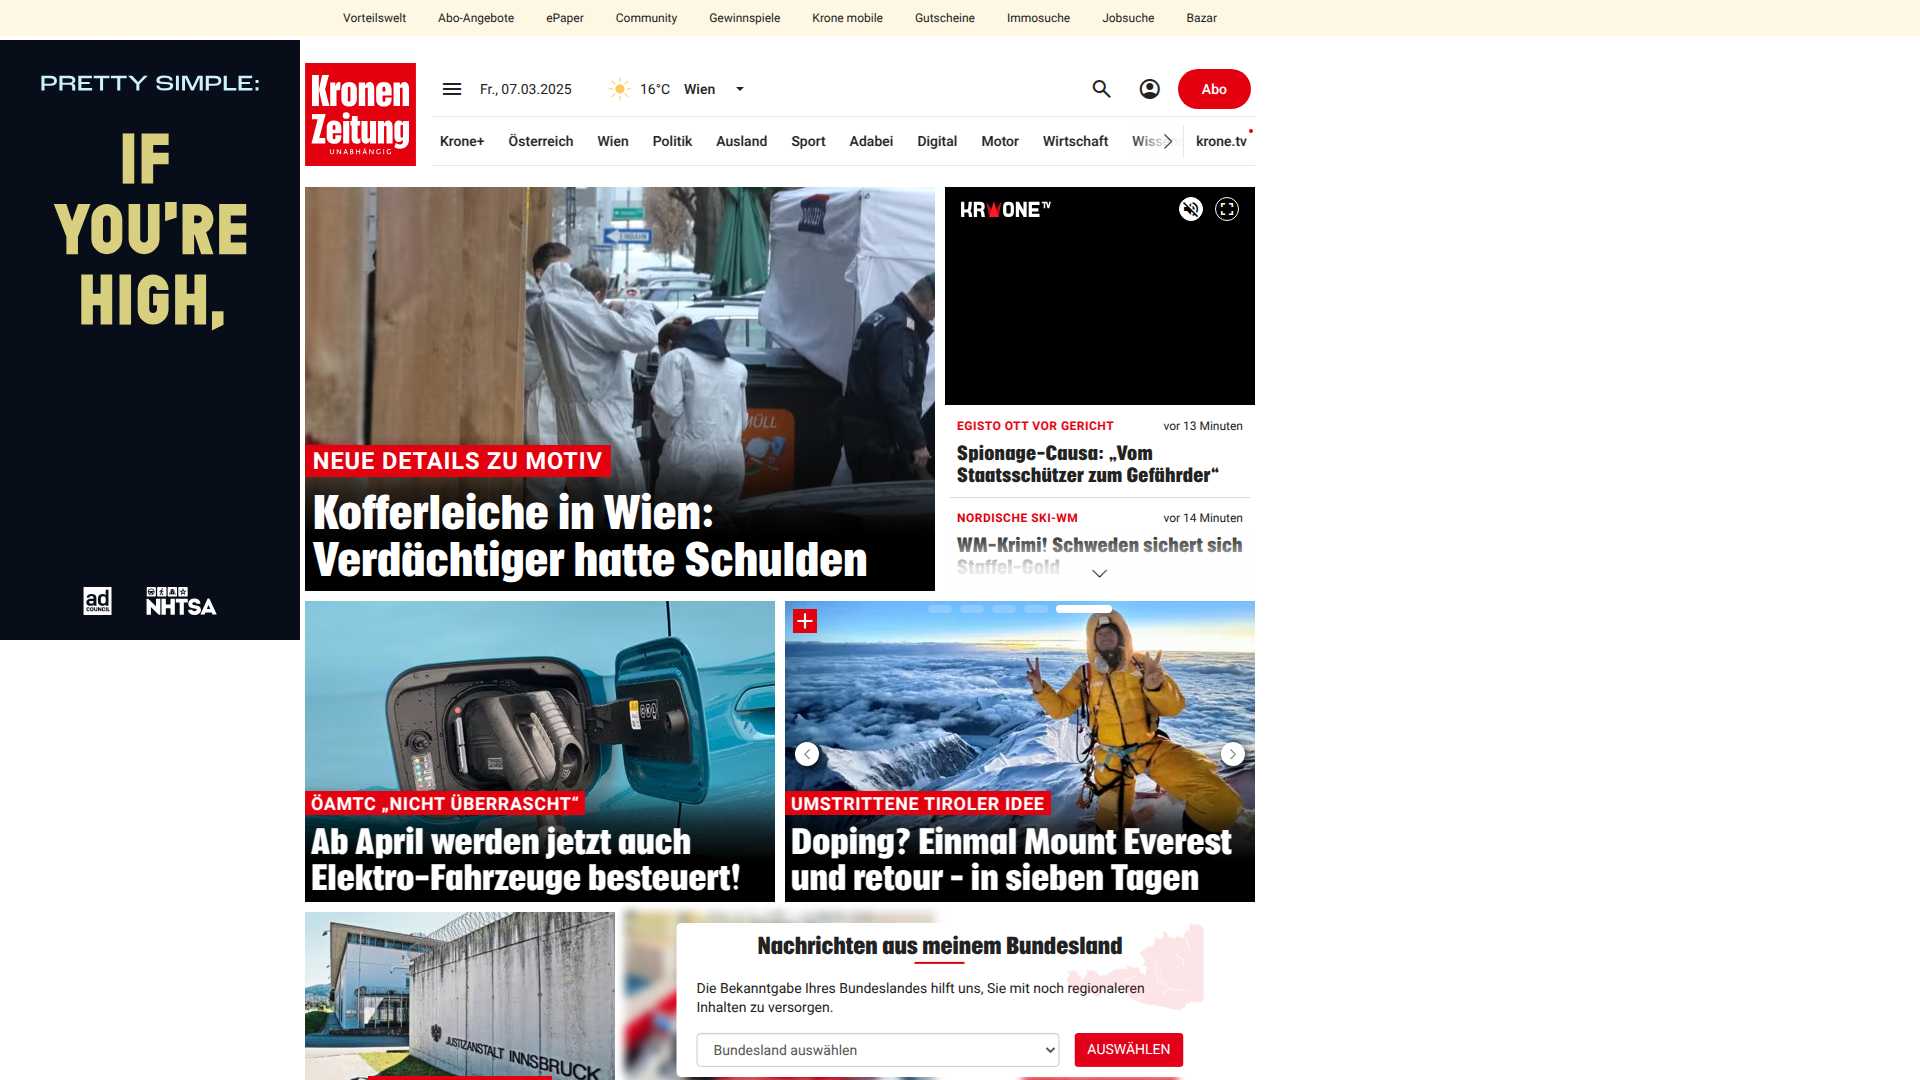 Vorteilswelt
Abo-Angebote
ePaper
Community
Gewinnspiele
Krone mobile
Gutscheine
Immosuche
Jobsuche
Bazar
PRETTY SIMPLE:
IF
YOU'RE
HIGH,
ad
COUNCIL
NHTSA
Kronen
Zeitung
UNABHÄNGIG
Fr., 07.03.2025
16°C
Wien
Abo
Krone+
Österreich
Wien
Politik
Ausland
Sport
Adabei
Digital
Motor
Wirtschaft
krone.tv
MÜLL
NEUE DETAILS ZU MOTIV
Kofferleiche in Wien:
Verdächtiger hatte Schulden
KRONE TV
EGISTO OTT VOR GERICHT
vor 13 Minuten
Spionage-Causa: „Vom
Staatsschützer zum Gefährder“
NORDISCHE SKI-WM
vor 14 Minuten
WM-Krimi! Schweden sichert sich
Staffel-Gold
ÖAMTC „NICHT ÜBERRASCHT“
Ab April werden jetzt auch
Elektro-Fahrzeuge besteuert!
UMSTRITTENE TIROLER IDEE
Doping? Einmal Mount Everest
und retour – in sieben Tagen
JUSTIZANSTALT INNSBRUCK
Nachrichten aus meinem Bundesland
Die Bekanntgabe Ihres Bundeslandes hilft uns, Sie mit noch regionaleren
Inhalten zu versorgen.
Bundesland auswählen
AUSWÄHLEN